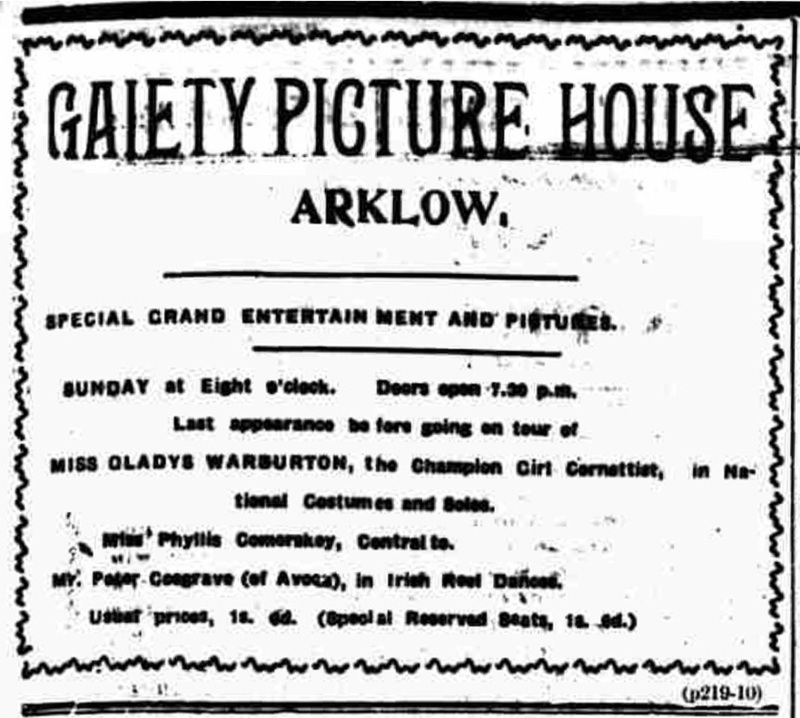 GAIETY PICTURE HOUSE
ARKLOW.
SPECIAL GRAND ENTERTAINMENT AND PICTURES.
SUNDAY at Eight o'clock. Doors open 7.30 p.m.
Last appearance before going on tour of
MISS GLADYS WARBURTON, the Champion Girl Cornettist, in Na-
tional Costumes and Solos.
Miss Phyllis Comerskey, Contralto.
Mr. Peter Cosgrave (of Avoca), in Irish Reel Dances.
Usual prices, 1s. 6d. (Special Reserved Seats, 1s. 6d.)
(p219-10)